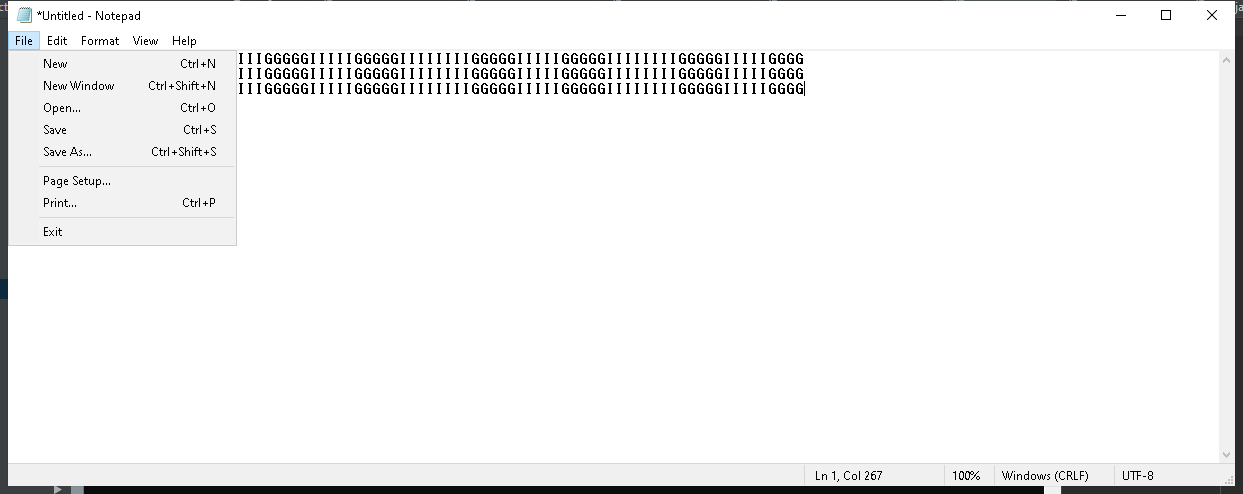 *Untitled - Notepad
File Edit Format View Help
IIIGGGGGIIIIIGGGGGIIIIIIIIGGGGGIIIIIGGGGGIIIIIIIIGGGGGIIIIIGGGG
IIIGGGGGIIIIIGGGGGIIIIIIIIGGGGGIIIIIGGGGGIIIIIIIIGGGGGIIIIIGGGG
IIIGGGGGIIIIIGGGGGIIIIIIIIGGGGGIIIIIGGGGGIIIIIIIIGGGGGIIIIIGGGG
New Ctrl+N
New Window Ctrl+Shift+N
Open... Ctrl+O
Save Ctrl+S
Save As... Ctrl+Shift+S
Page Setup...
Print... Ctrl+P
Exit
Ln 1, Col 267 100% Windows (CRLF) UTF-8